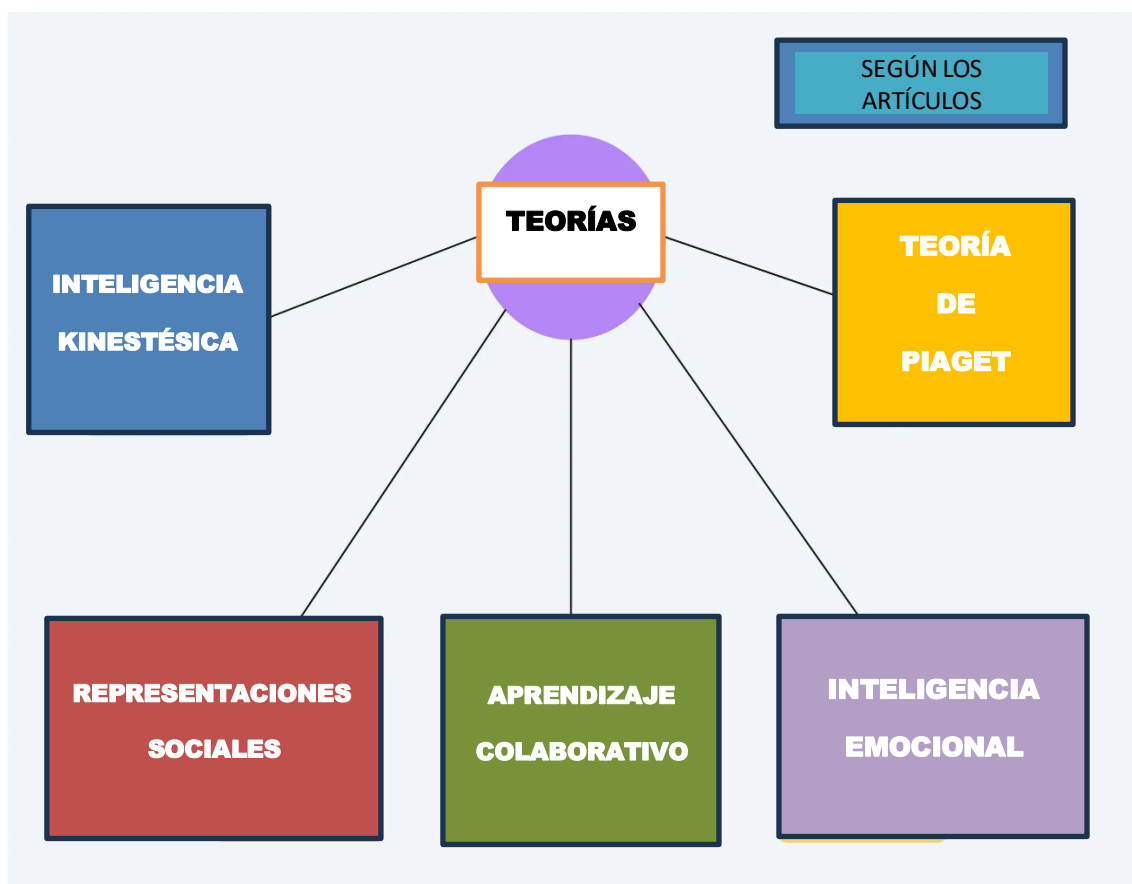 SEGÚN LOS
ARTÍCULOS
TEORÍAS
INTELIGENCIA
KINESTÉSICA
TEORÍA
DE
PIAGET
REPRESENTACIONES
SOCIALES
APRENDIZAJE
COLABORATIVO
INTELIGENCIA
EMOCIONAL